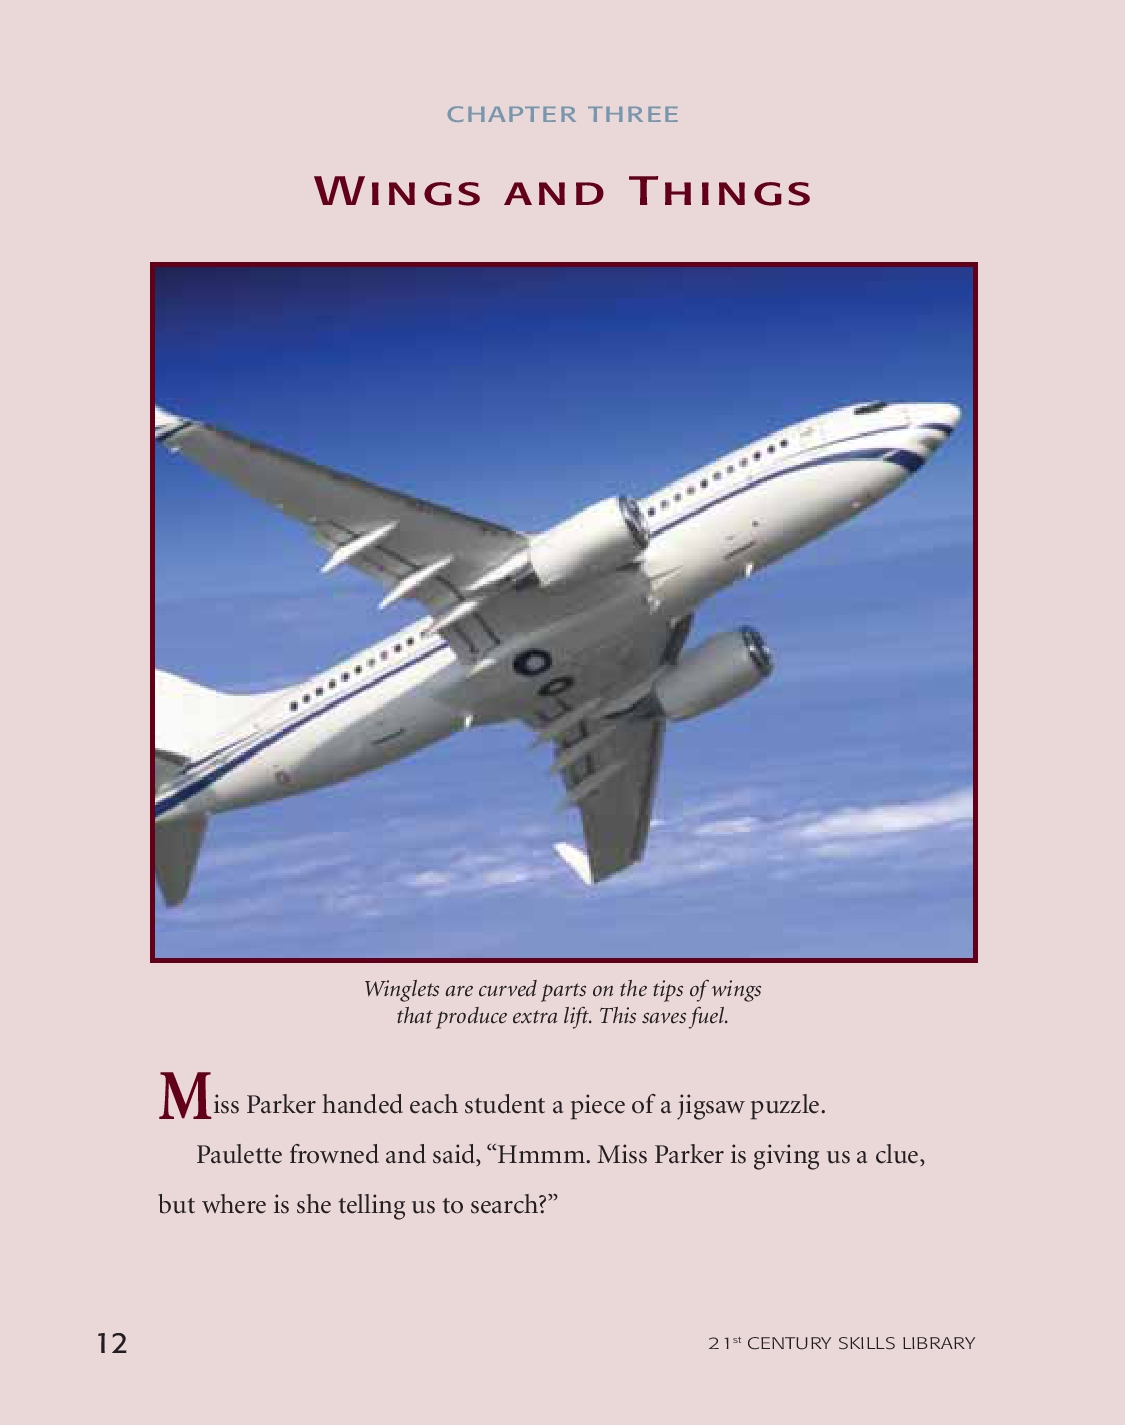 CHAPTER THREE
WINGS AND THINGS
Winglets are curved parts on the tips of wings
that produce extra lift. This saves fuel.
Miss Parker handed each student a piece of a jigsaw puzzle.
Paulette frowned and said, “Hmmm. Miss Parker is giving us a clue,
but where is she telling us to search?”
12
21st CENTURY SKILLS LIBRARY